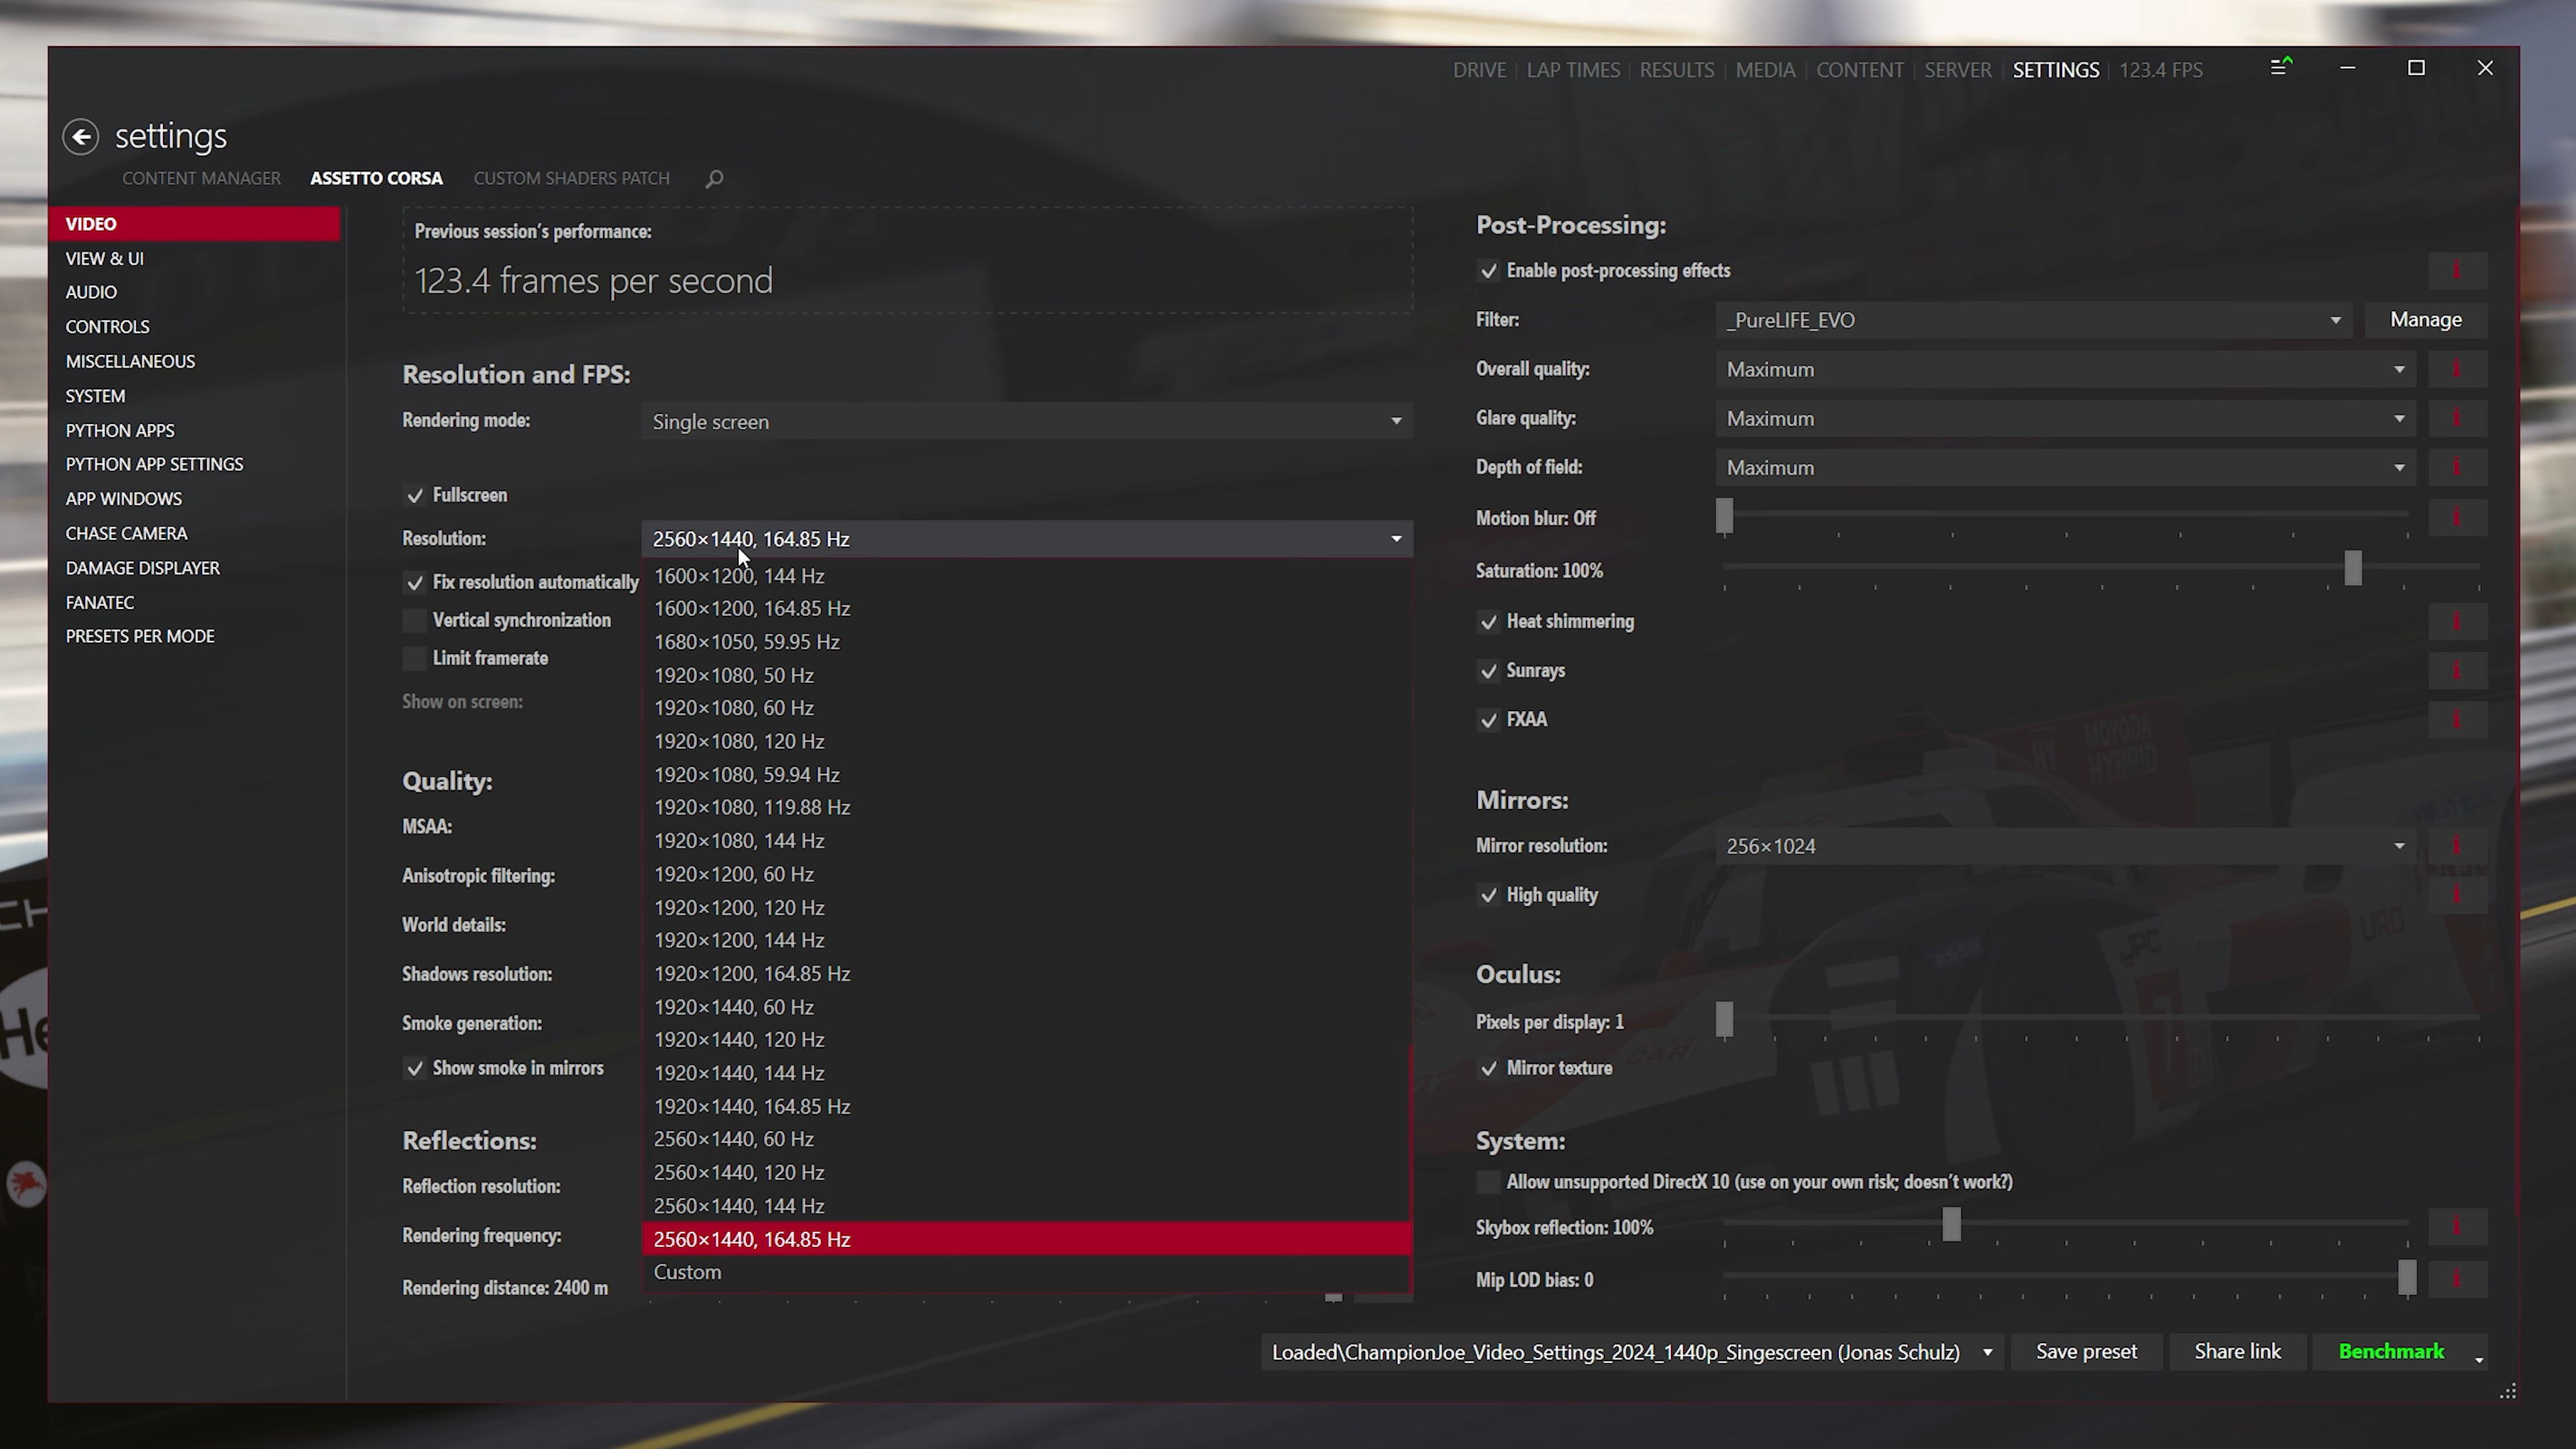 DRIVE | LAP TIMES | RESULTS | MEDIA | CONTENT | SERVER | SETTINGS | 123.4 FPS
settings
CONTENT MANAGER ASSETTO CORSA CUSTOM SHADERS PATCH
VIDEO
VIEW & UI
AUDIO
CONTROLS
MISCELLANEOUS
SYSTEM
PYTHON APPS
PYTHON APP SETTINGS
APP WINDOWS
CHASE CAMERA
DAMAGE DISPLAYER
FANATEC
PRESETS PER MODE
Previous session's performance:
123.4 frames per second
Resolution and FPS:
Rendering mode: Single screen
Fullscreen
Resolution: 2560×1440, 164.85 Hz
Fix resolution automatically
Vertical synchronization
Limit framerate
Show on screen:
1600×1200, 144 Hz
1600×1200, 164.85 Hz
1680×1050, 59.95 Hz
1920×1080, 50 Hz
1920×1080, 60 Hz
1920×1080, 120 Hz
1920×1080, 59.94 Hz
1920×1080, 119.88 Hz
1920×1080, 144 Hz
1920×1200, 60 Hz
1920×1200, 120 Hz
1920×1200, 144 Hz
1920×1200, 164.85 Hz
1920×1440, 60 Hz
1920×1440, 120 Hz
1920×1440, 144 Hz
1920×1440, 164.85 Hz
2560×1440, 60 Hz
2560×1440, 120 Hz
2560×1440, 144 Hz
2560×1440, 164.85 Hz
Custom
Quality:
MSAA:
Anisotropic filtering:
World details:
Shadows resolution:
Smoke generation:
Show smoke in mirrors
Reflections:
Reflection resolution:
Rendering frequency:
Rendering distance: 2400 m
Post-Processing:
Enable post-processing effects
Filter: _PureLIFE_EVO Manage
Overall quality: Maximum
Glare quality: Maximum
Depth of field: Maximum
Motion blur: Off
Saturation: 100%
Heat shimmering
Sunrays
FXAA
MOYODA
HY HYBRID
Mirrors:
Mirror resolution: 256×1024
High quality
Oculus:
Pixels per display: 1
Mirror texture
System:
Allow unsupported DirectX 10 (use on your own risk; doesn't work?)
Skybox reflection: 100%
Mip LOD bias: 0
Loaded\ChampionJoe_Video_Settings_2024_1440p_Singescreen (Jonas Schulz) Save preset Share link Benchmark